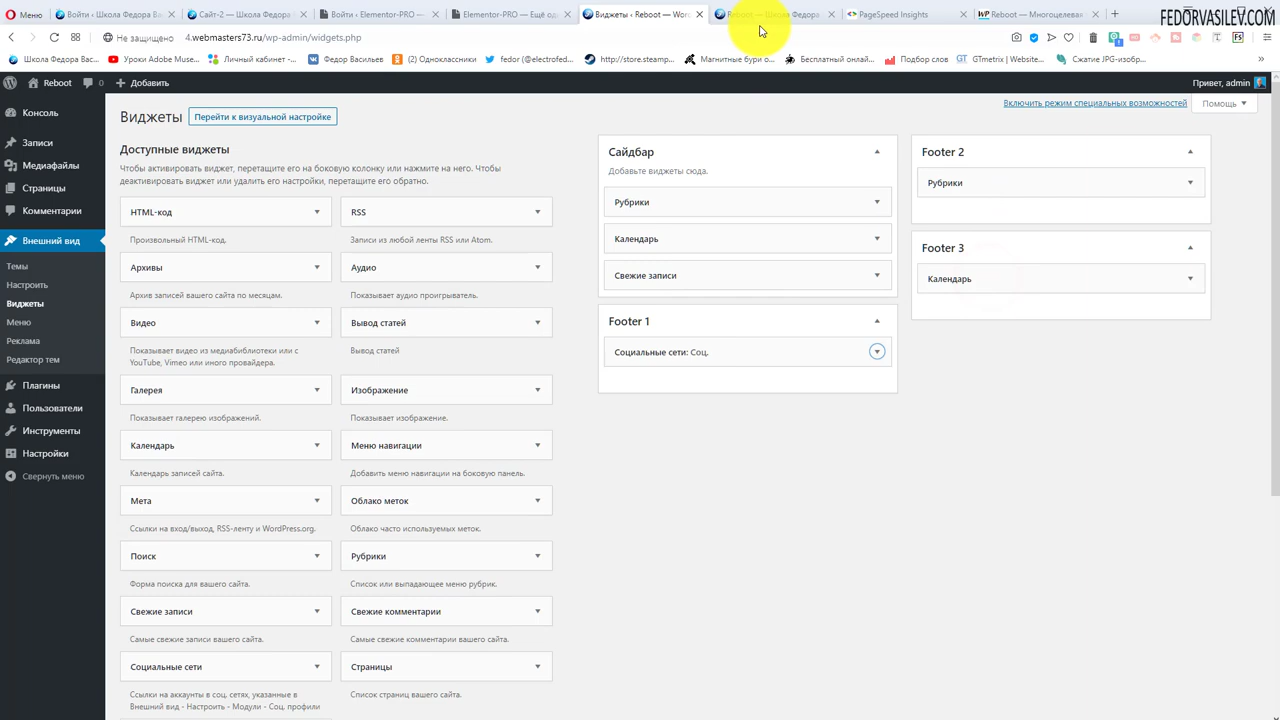 Меню
Школа Федора Ва
Сайт-2 — Школа Федор
Войти ‹ Elementor-PRO —
Elementor-PRO — Ещё од
Виджеты ‹ Reboot — Wor
Reboot — Школа Федора
PageSpeed Insights
Reboot — Многоцелевая
FEDORVASILEV.COM
Не защищено
4.webmasters73.ru/wp-admin/widgets.php
Школа Федора Вас...
Уроки Adobe Muse...
Личный кабинет -...
Федор Васильев
(2) Одноклассники
fedor (@electrofed...
http://store.steamp...
Магнитные бури о...
Бесплатный онлай...
Подбор слов
GTmetrix | Website...
Сжатие JPG-изобр...
Reboot
0
Добавить
Привет, admin
Консоль
Записи
Медиафайлы
Страницы
Комментарии
Внешний вид
Темы
Настроить
Виджеты
Меню
Реклама
Редактор тем
Плагины
Пользователи
Инструменты
Настройки
Свернуть меню
Включить режим специальных возможностей
Помощь
Виджеты
Перейти к визуальной настройке
Доступные виджеты
Чтобы активировать виджет, перетащите его на боковую колонку или нажмите на него. Чтобы
деактивировать виджет или удалить его настройки, перетащите его обратно.
HTML-код
RSS
Произвольный HTML-код.
Записи из любой ленты RSS или Atom.
Архивы
Аудио
Архив записей вашего сайта по месяцам.
Показывает аудио проигрыватель.
Видео
Вывод статей
Показывает видео из медиабиблиотеки или с
YouTube, Vimeo или иного провайдера.
Вывод статей
Галерея
Изображение
Показывает галерею изображений.
Показывает изображение.
Календарь
Меню навигации
Календарь записей сайта.
Добавить меню навигации на боковую панель.
Мета
Облако меток
Ссылки на вход/выход, RSS-ленту и WordPress.org.
Облако часто используемых меток.
Поиск
Рубрики
Форма поиска для вашего сайта.
Список или выпадающее меню рубрик.
Свежие записи
Свежие комментарии
Самые свежие записи вашего сайта.
Самые свежие комментарии вашего сайта.
Социальные сети
Страницы
Ссылки на аккаунты в соц. сетях, указанные в
Внешний вид - Настроить - Модули - Соц. профили
Список страниц вашего сайта.
Сайдбар
Добавьте виджеты сюда.
Рубрики
Календарь
Свежие записи
Footer 1
Социальные сети: Соц.
Footer 2
Рубрики
Footer 3
Календарь